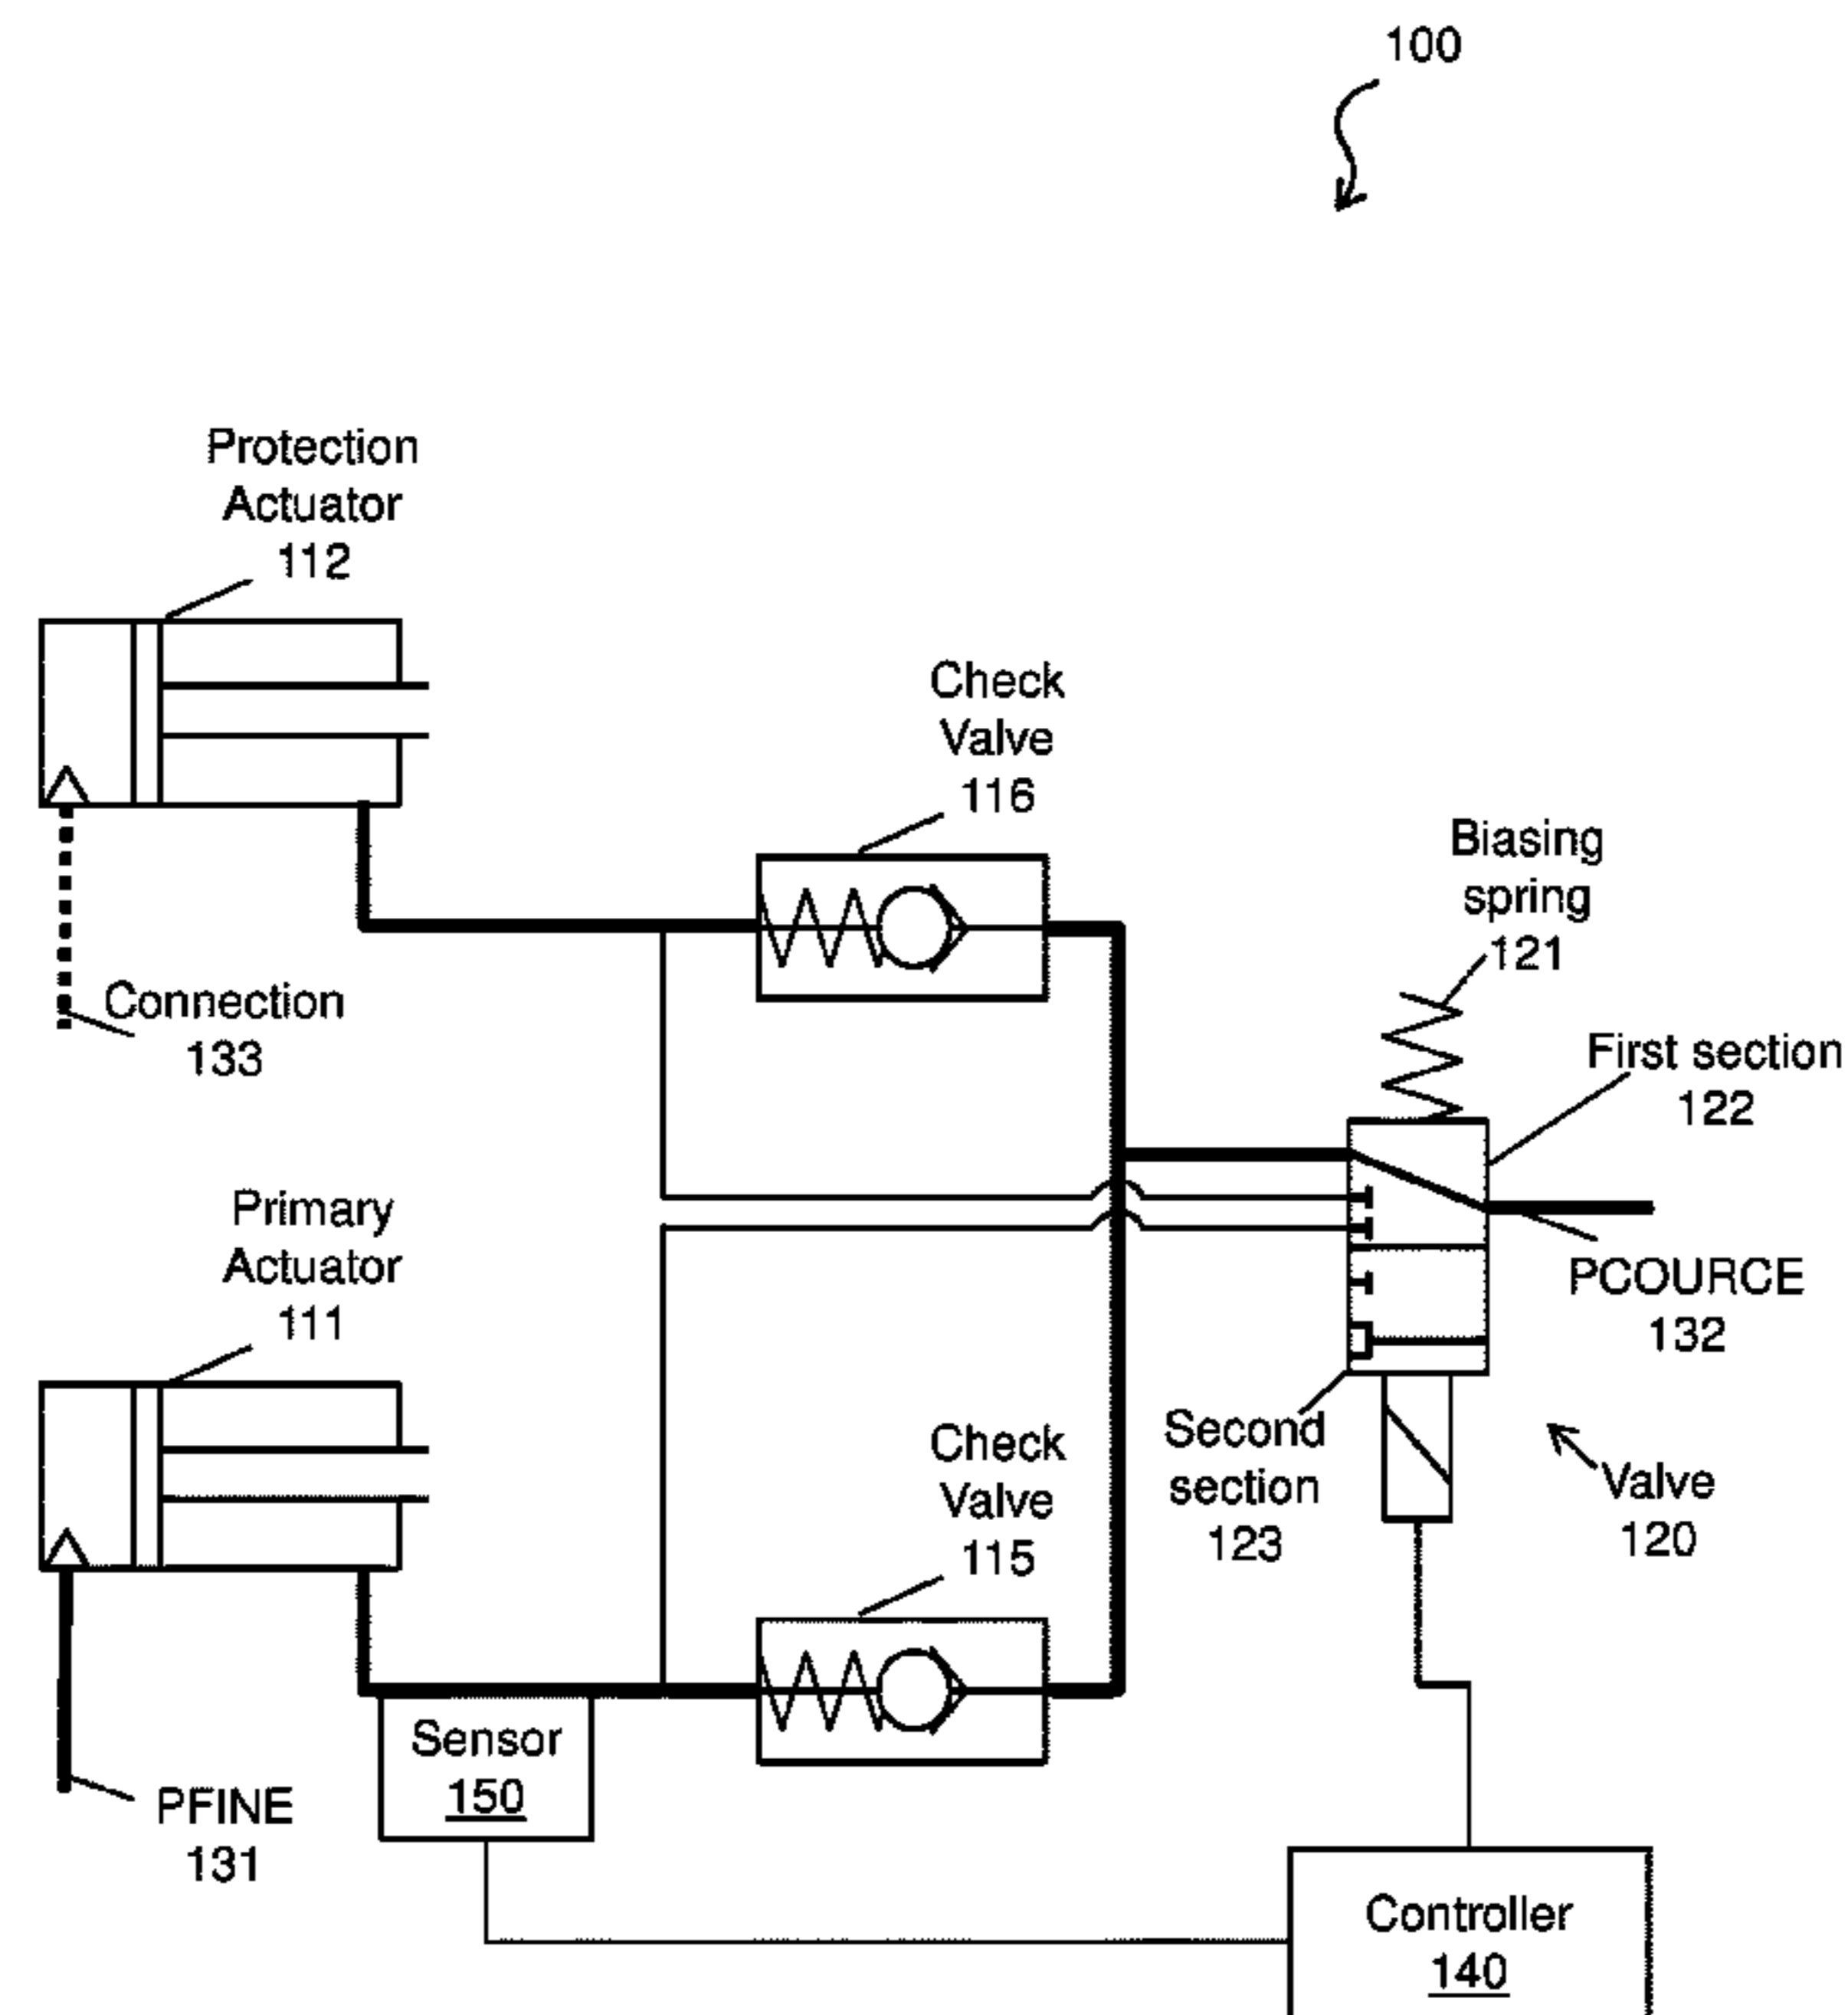 100
Protection
Actuator
112
Check
Valve
116
Biasing
spring
121
Connection
133
First section
122
Primary
Actuator
111
PCOURCE
132
Check
Valve
115
Second
section
123
Valve
120
Sensor
150
PFINE
131
Controller
140